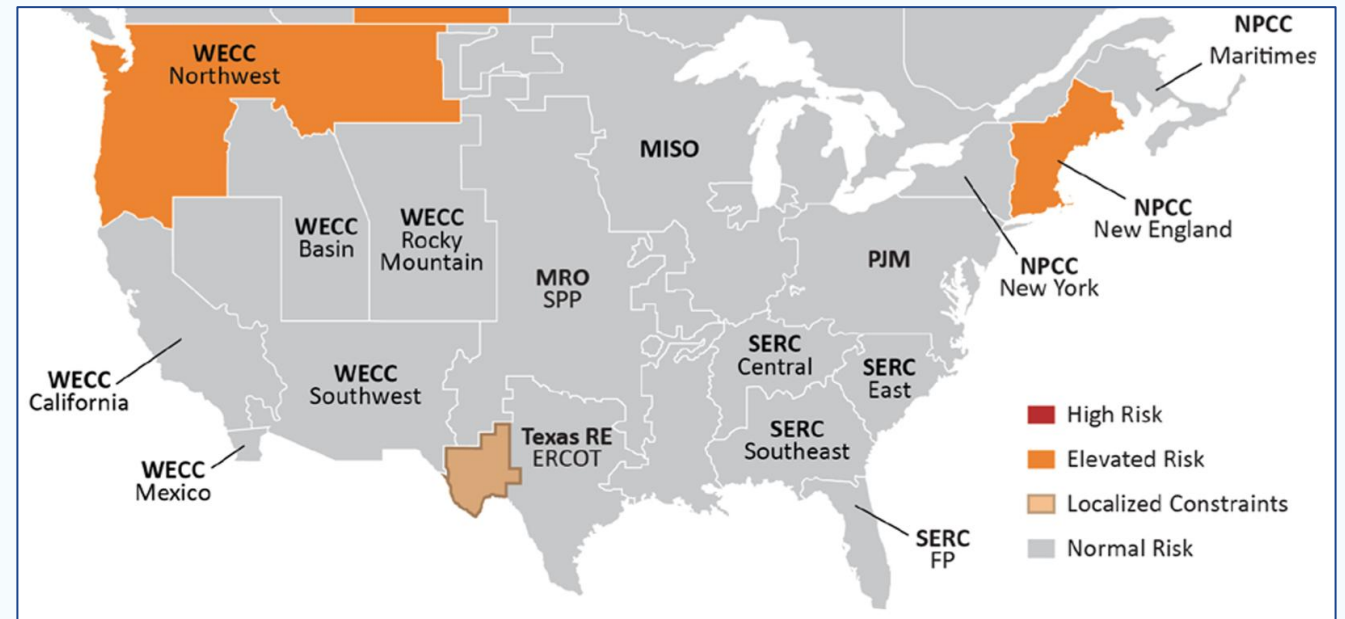 NPCC
Maritimes
WECC
Northwest
MISO
WECC
Basin
WECC
Rocky
Mountain
MRO
SPP
PJM
NPCC
New England
NPCC
New York
SERC
Central
SERC
East
WECC
California
WECC
Southwest
Texas RE
ERCOT
SERC
Southeast
WECC
Mexico
SERC
FP
High Risk
Elevated Risk
Localized Constraints
Normal Risk